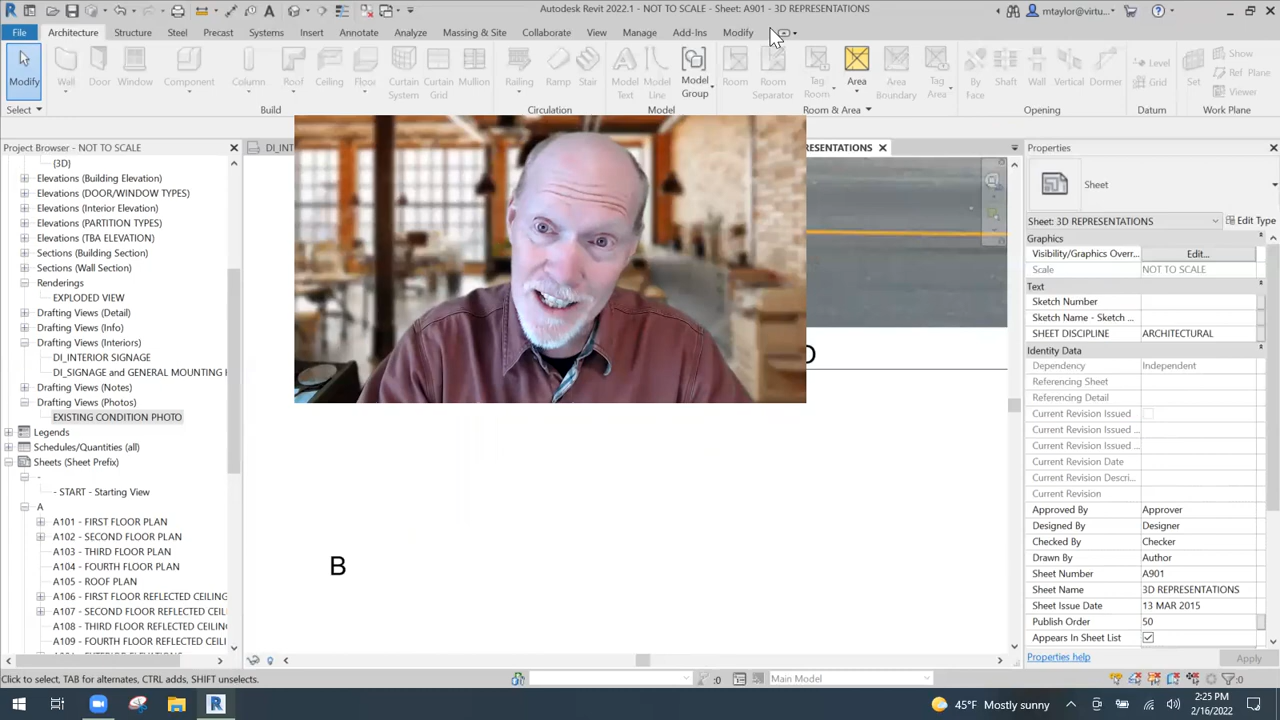 Autodesk Revit 2022.1 - NOT TO SCALE - Sheet: A901 - 3D REPRESENTATIONS
mtaylor@virtu...
File Architecture Structure Steel Precast Systems Insert Annotate Analyze Massing & Site Collaborate View Manage Add-Ins Modify
Modify Wall Door Window Component Column Roof Ceiling Floor Curtain System Curtain Grid Mullion Railing Ramp Stair Model Text Model Line Model Group Room Room Separator Tag Room Area Area Boundary Tag Area By Face Shaft Wall Vertical Dormer Level Grid Set Show Ref Plane Viewer
Select Build Circulation Model Room & Area Opening Datum Work Plane
Project Browser - NOT TO SCALE
{3D}
Elevations (Building Elevation)
Elevations (DOOR/WINDOW TYPES)
Elevations (Interior Elevation)
Elevations (PARTITION TYPES)
Elevations (TBA ELEVATION)
Sections (Building Section)
Sections (Wall Section)
Renderings
EXPLODED VIEW
Drafting Views (Detail)
Drafting Views (Info)
Drafting Views (Interiors)
DI_INTERIOR SIGNAGE
DI_SIGNAGE and GENERAL MOUNTING
Drafting Views (Notes)
Drafting Views (Photos)
EXISTING CONDITION PHOTO
Legends
Schedules/Quantities (all)
Sheets (Sheet Prefix)
-
- START - Starting View
A
A101 - FIRST FLOOR PLAN
A102 - SECOND FLOOR PLAN
A103 - THIRD FLOOR PLAN
A104 - FOURTH FLOOR PLAN
A105 - ROOF PLAN
A106 - FIRST FLOOR REFLECTED CEILING
A107 - SECOND FLOOR REFLECTED CEIL
A108 - THIRD FLOOR REFLECTED CEILIN
A109 - FOURTH FLOOR REFLECTED CEILI
DI_INT
RESENTATIONS
B
Properties
Sheet
Sheet: 3D REPRESENTATIONS Edit Type
Graphics
Visibility/Graphics Overr... Edit...
Scale NOT TO SCALE
Text
Sketch Number
Sketch Name - Sketch ...
SHEET DISCIPLINE ARCHITECTURAL
Identity Data
Dependency Independent
Referencing Sheet
Referencing Detail
Current Revision Issued
Current Revision Issued ...
Current Revision Issued ...
Current Revision Date
Current Revision Descri...
Current Revision
Approved By Approver
Designed By Designer
Checked By Checker
Drawn By Author
Sheet Number A901
Sheet Name 3D REPRESENTATIONS
Sheet Issue Date 13 MAR 2015
Publish Order 50
Appears In Sheet List
Properties help Apply
Click to select, TAB for alternates, CTRL adds, SHIFT unselects.
:0 Main Model :0
45°F Mostly sunny
2:25 PM
2/16/2022